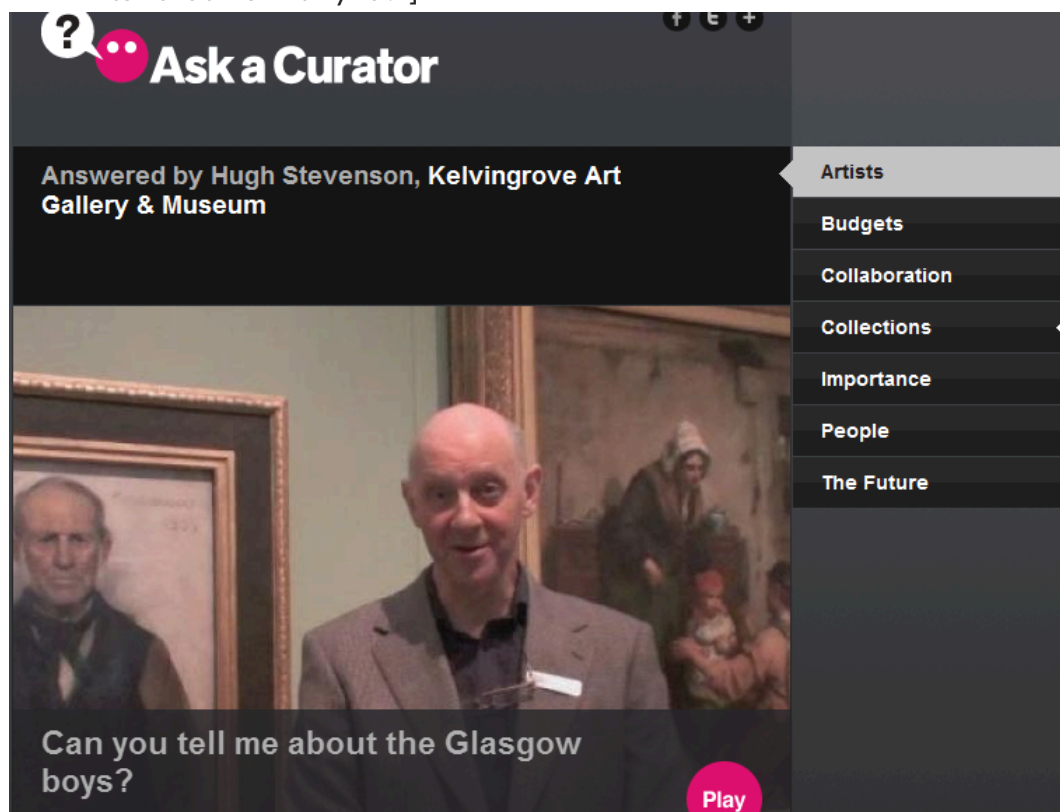 ?
Ask a Curator
Answered by Hugh Stevenson, Kelvingrove Art
Gallery & Museum
Artists
Budgets
Collaboration
Collections
Importance
People
The Future
Can you tell me about the Glasgow
boys?
Play